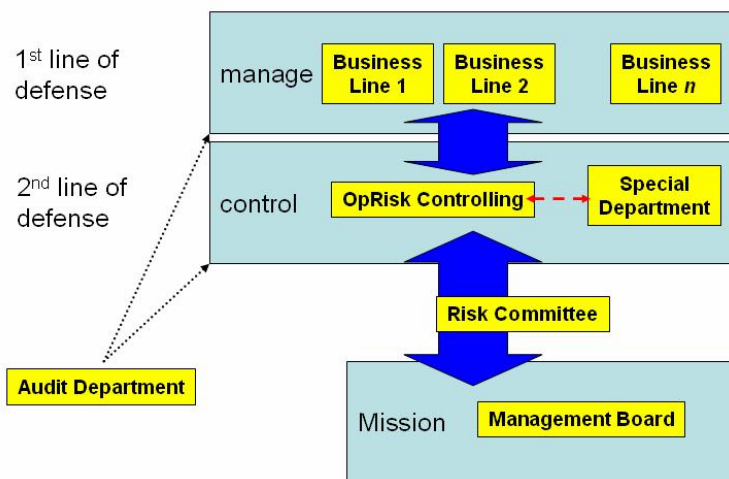 1st line of
defense
manage
Business
Line 1
Business
Line 2
Business
Line n
2nd line of
defense
control
OpRisk Controlling
Special
Department
Risk Committee
Audit Department
Mission
Management Board